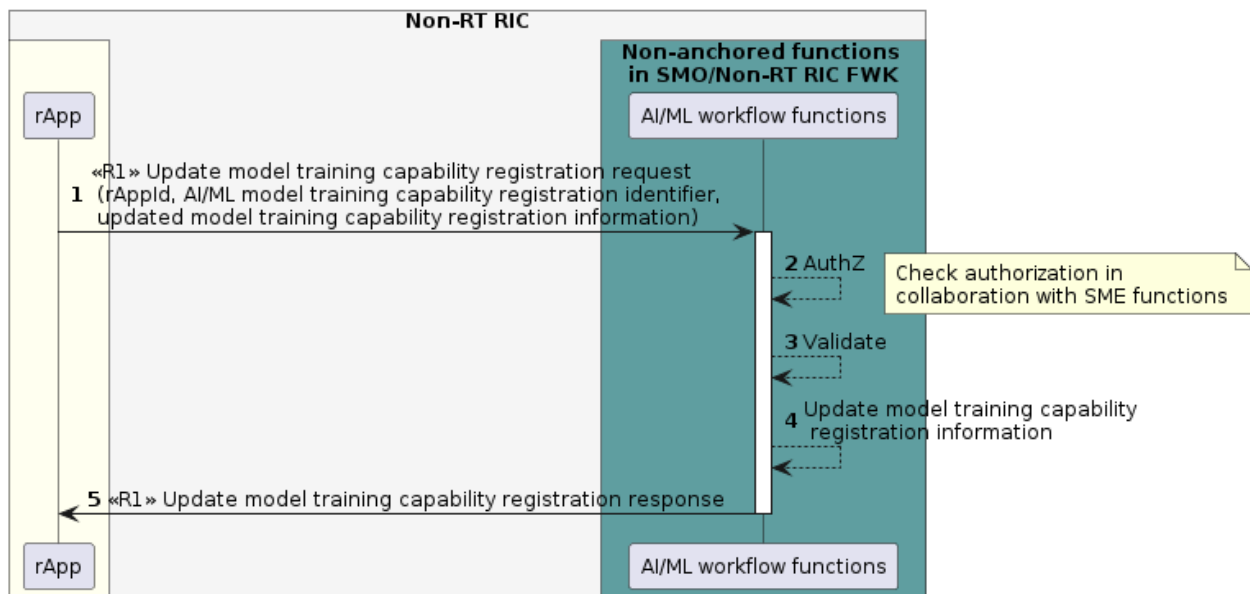 Non-RT RIC
Non-anchored functions
in SMO/Non-RT RIC FWK
rApp
AI/ML workflow functions
«R1» Update model training capability registration request
1 (rAppId, AI/ML model training capability registration identifier,
updated model training capability registration information)
2 AuthZ
Check authorization in
collaboration with SME functions
3 Validate
4 Update model training capability
registration information
5 «R1» Update model training capability registration response
rApp
AI/ML workflow functions